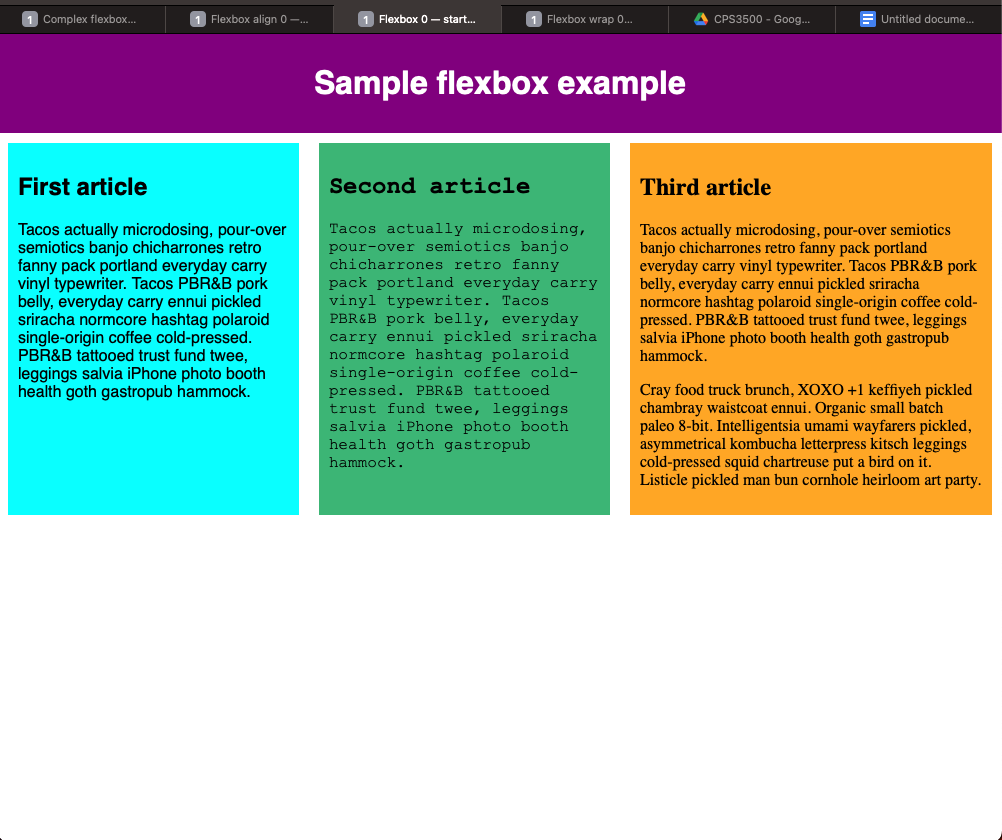 1 Complex flexbox...
1 Flexbox align 0 —...
1 Flexbox 0 — start...
1 Flexbox wrap 0...
CPS3500 - Goog...
Untitled docume...
Sample flexbox example
First article
Tacos actually microdosing, pour-over
semiotics banjo chicharrones retro
fanny pack portland everyday carry
vinyl typewriter. Tacos PBR&B pork
belly, everyday carry ennui pickled
sriracha normcore hashtag polaroid
single-origin coffee cold-pressed.
PBR&B tattooed trust fund twee,
leggings salvia iPhone photo booth
health goth gastropub hammock.
Second article
Tacos actually microdosing,
pour-over semiotics banjo
chicharrones retro fanny
pack portland everyday carry
vinyl typewriter. Tacos
PBR&B pork belly, everyday
carry ennui pickled sriracha
normcore hashtag polaroid
single-origin coffee cold-
pressed. PBR&B tattooed
trust fund twee, leggings
salvia iPhone photo booth
health goth gastropub
hammock.
Third article
Tacos actually microdosing, pour-over semiotics
banjo chicharrones retro fanny pack portland
everyday carry vinyl typewriter. Tacos PBR&B pork
belly, everyday carry ennui pickled sriracha
normcore hashtag polaroid single-origin coffee cold-
pressed. PBR&B tattooed trust fund twee, leggings
salvia iPhone photo booth health goth gastropub
hammock.
Cray food truck brunch, XOXO +1 keffiyeh pickled
chambray waistcoat ennui. Organic small batch
paleo 8-bit. Intelligentsia umami wayfarers pickled,
asymmetrical kombucha letterpress kitsch leggings
cold-pressed squid chartreuse put a bird on it.
Listicle pickled man bun cornhole heirloom art party.